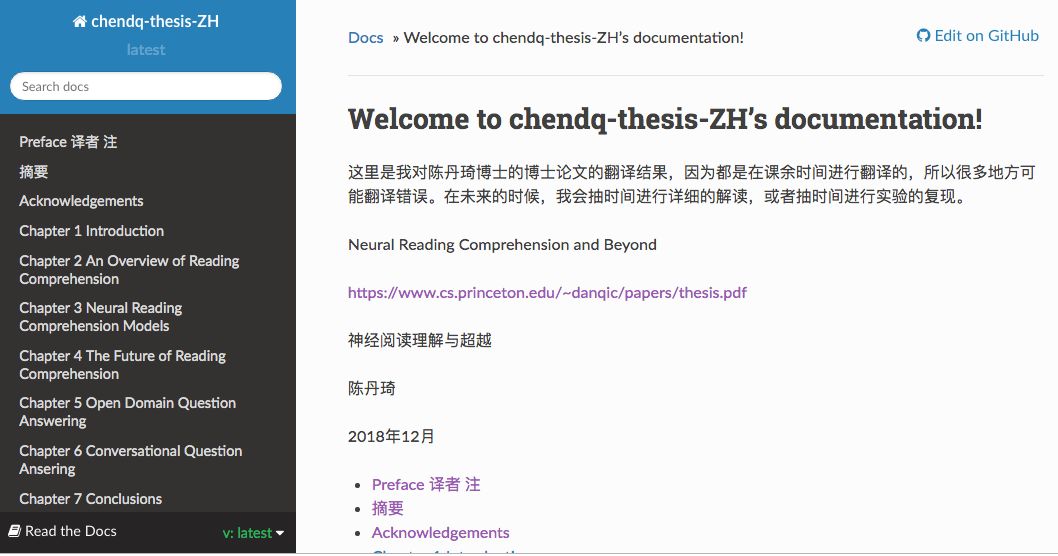 chendq-thesis-ZH
latest
Search docs
Preface 译者 注
摘要
Acknowledgements
Chapter 1 Introduction
Chapter 2 An Overview of Reading
Comprehension
Chapter 3 Neural Reading
Comprehension Models
Chapter 4 The Future of Reading
Comprehension
Chapter 5 Open Domain Question
Answering
Chapter 6 Conversational Question
Ansering
Chapter 7 Conclusions
Read the Docs
v: latest
Docs » Welcome to chendq-thesis-ZH’s documentation!
Edit on GitHub
Welcome to chendq-thesis-ZH’s documentation!
这里是我对陈丹琦博士的博士论文的翻译结果，因为都是在课余时间进行翻译的，所以很多地方可
能翻译错误。在未来的时候，我会抽时间进行详细的解读，或者抽时间进行实验的复现。
Neural Reading Comprehension and Beyond
https://www.cs.princeton.edu/~danqic/papers/thesis.pdf
神经阅读理解与超越
陈丹琦
2018年12月
Preface 译者 注
摘要
Acknowledgements